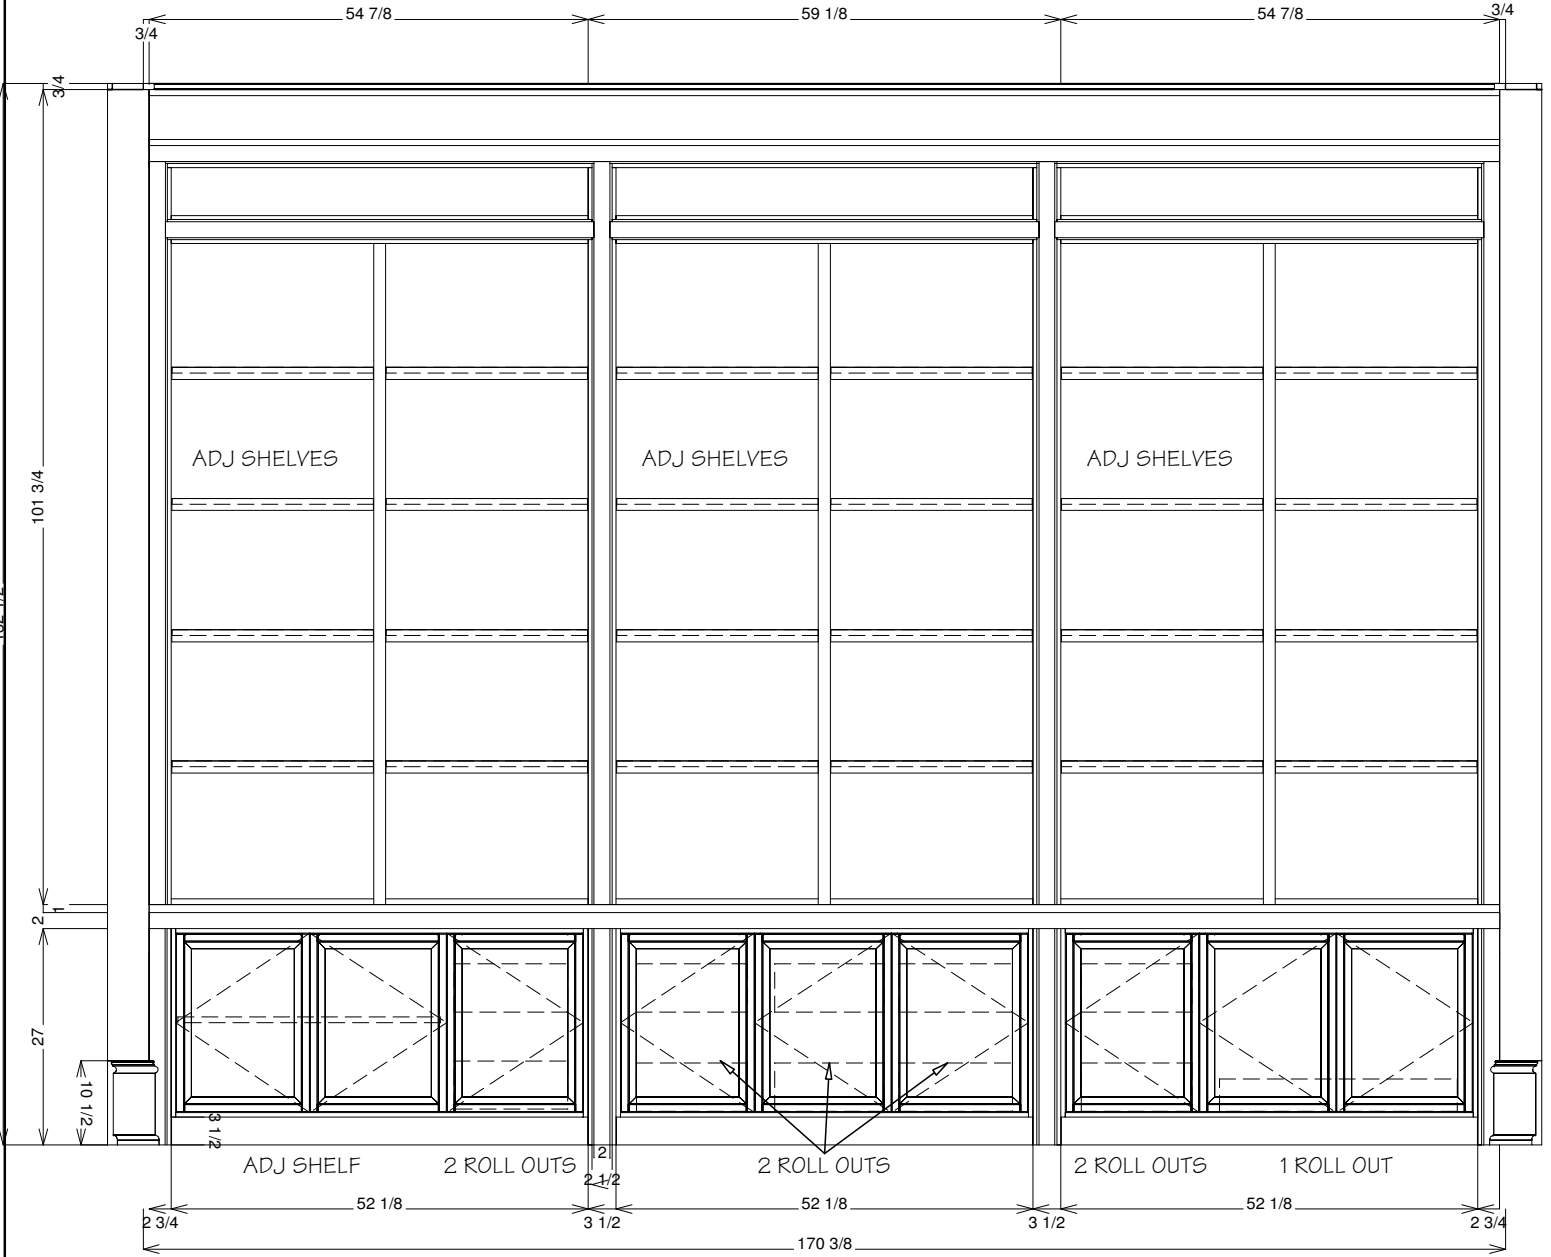 54 7/8
59 1/8
54 7/8
3/4
3/4
3/4
ADJ SHELVES
ADJ SHELVES
ADJ SHELVES
101 3/4
1
2
27
10 1/2
3 1/2
ADJ SHELF
2 ROLL OUTS
2
2 ROLL OUTS
2 ROLL OUTS
1 ROLL OUT
2 1/2
52 1/8
52 1/8
52 1/8
2 3/4
3 1/2
3 1/2
2 3/4
170 3/8